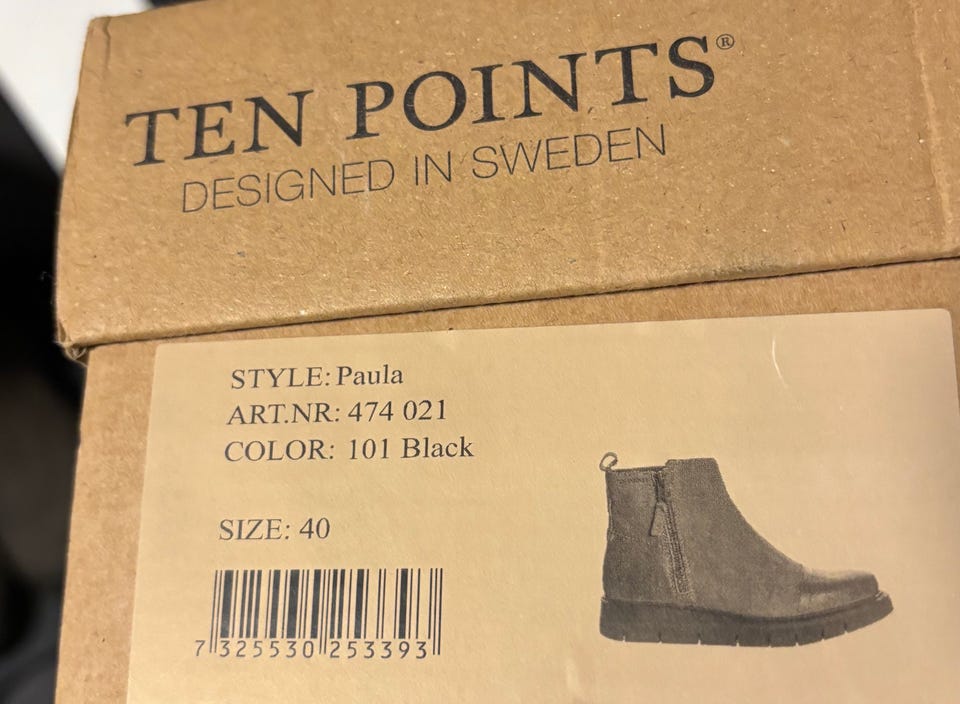 TEN POINTS®
DESIGNED IN SWEDEN
STYLE: Paula
ART.NR: 474 021
COLOR: 101 Black
SIZE: 40
7 325530 253393